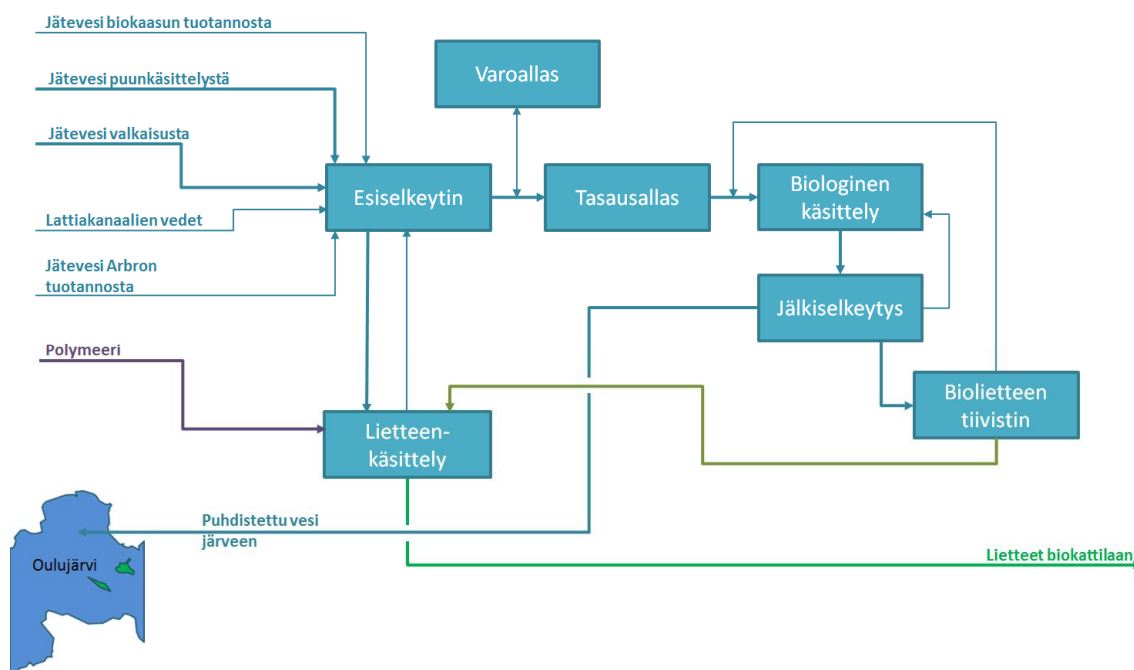 Jätevesi biokaasun tuotannosta
Varoallas
Jätevesi puunkäsittelystä
Jätevesi valkaisusta
Esiselkeytin
Tasausallas
Biologinen
käsittely
Lattiakanaalien vedet
Jätevesi Arbron
tuotannosta
Jälkiselkeytys
Polymeeri
Biolietteen
tiivistin
Lietteen-
käsittely
Puhdistettu vesi
järveen
Oulujärvi
Lietteet biokattilaan